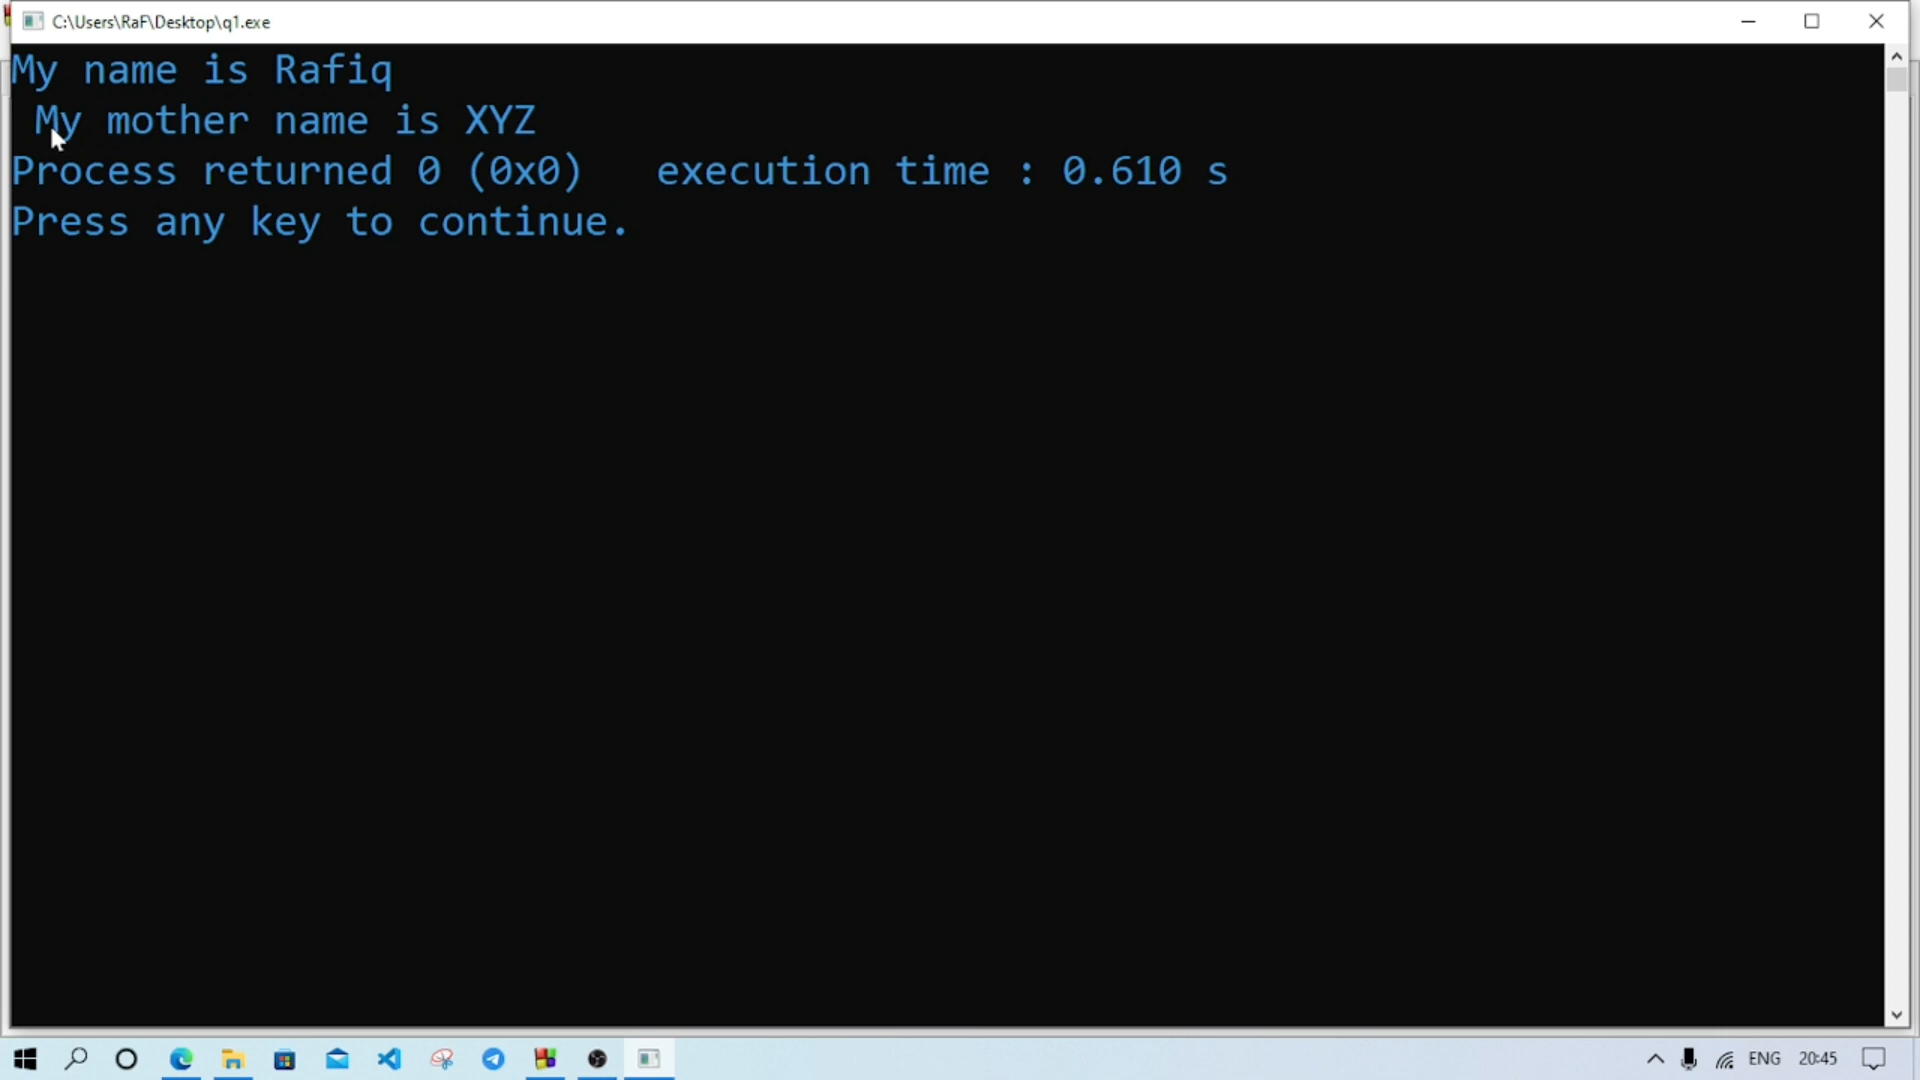 C:\Users\RaF\Desktop\q1.exe
My name is Rafiq
 My mother name is XYZ
Process returned 0 (0x0)   execution time : 0.610 s
Press any key to continue.
ENG 20:45